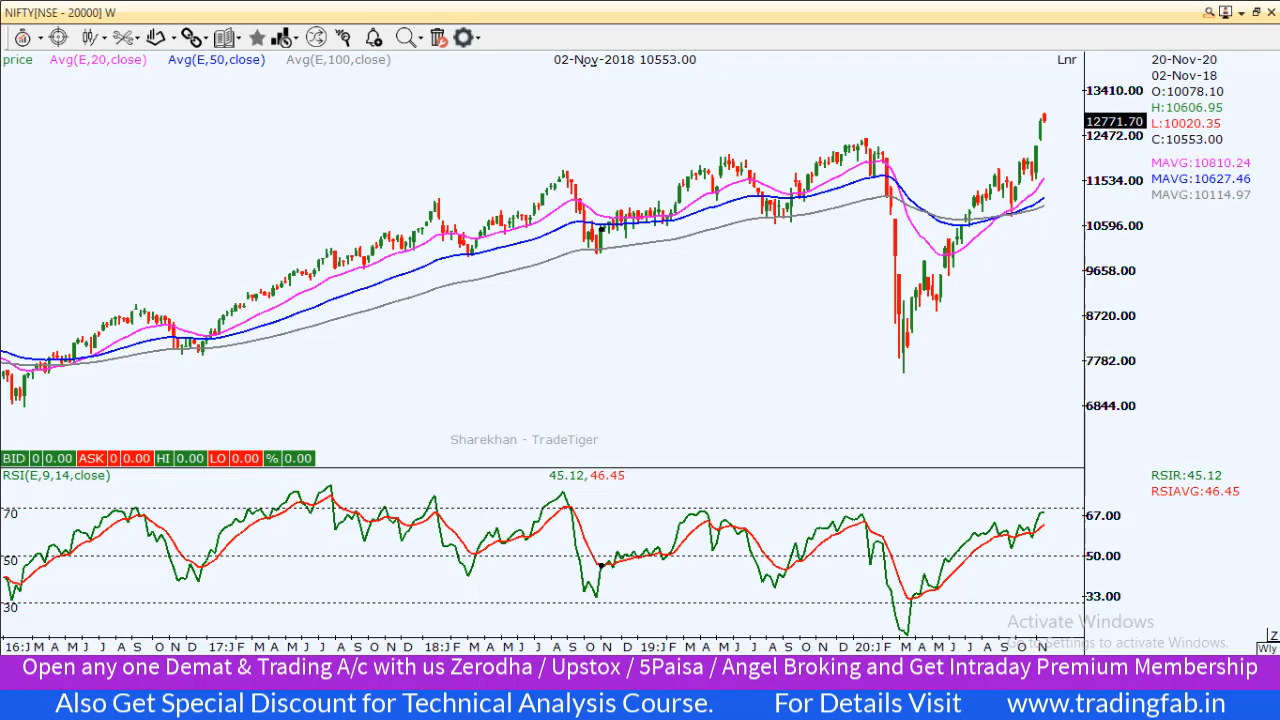 NIFTY[NSE - 20000] W
price Avg(E,20,close) Avg(E,50,close) Avg(E,100,close) 02-Nov-2018 10553.00 Lnr
20-Nov-20
02-Nov-18
O:10078.10
H:10606.95
L:10020.35
C:10553.00
MAVG:10810.24
MAVG:10627.46
MAVG:10114.97
13410.00
12771.70
12472.00
11534.00
10596.00
9658.00
8720.00
7782.00
6844.00
Sharekhan - TradeTiger
BID 0 0.00 ASK 0 0.00 HI 0.00 LO 0.00 % 0.00
RSI(E,9,14,close) 45.12, 46.45
RSIR:45.12
RSIAVG:46.45
70
50
30
67.00
50.00
33.00
Activate Windows
Go to Settings to activate Windows.
16:J M A M J J A S O N D 17:J F M A M J J A S O N D 18:J F M A M J J A S O N D 19:J F M A M J J A S O N D 20:J F M A M J J A S O N
Z
Wly
Open any one Demat & Trading A/c with us Zerodha / Upstox / 5Paisa / Angel Broking and Get Intraday Premium Membership
Also Get Special Discount for Technical Analysis Course. For Details Visit www.tradingfab.in